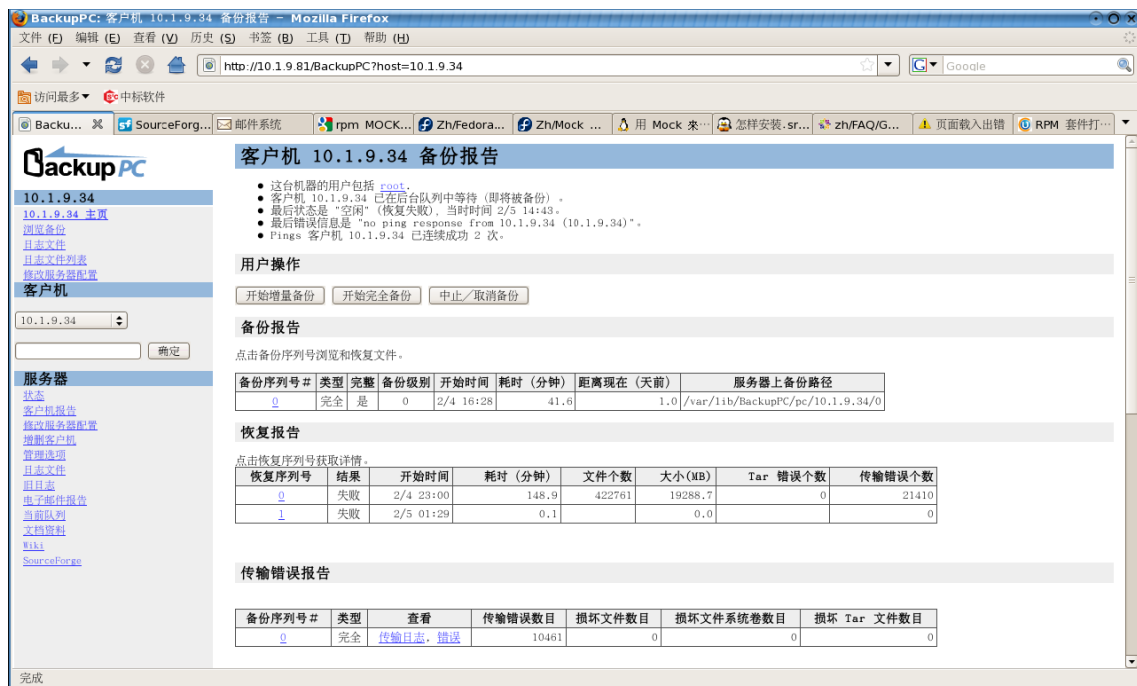 BackupPC: 客户机 10.1.9.34 备份报告 - Mozilla Firefox
文件 (F) 编辑 (E) 查看 (V) 历史 (S) 书签 (B) 工具 (T) 帮助 (H)
http://10.1.9.81/BackupPC?host=10.1.9.34
Google
访问最多 中标软件
Backu... SourceForg... 邮件系统 rpm MOCK... Zh/Fedora... Zh/Mock ... 用 Mock 來… 怎样安装.sr... zh/FAQ/G... 页面载入出错 RPM 套件打…
BackupPC
10.1.9.34
10.1.9.34 主页
浏览备份
日志文件
日志文件列表
修改服务器配置
客户机
10.1.9.34
确定
服务器
状态
客户机报告
修改服务器配置
增删客户机
管理选项
日志文件
旧日志
电子邮件报告
当前队列
文档资料
Wiki
SourceForge
客户机 10.1.9.34 备份报告
这台机器的用户包括 root.
客户机 10.1.9.34 已在后台队列中等待 (即将被备份) 。
最后状态是 "空闲" (恢复失败), 当时时间 2/5 14:43。
最后错误信息是 "no ping response from 10.1.9.34 (10.1.9.34)"。
Pings 客户机 10.1.9.34 已连续成功 2 次。
用户操作
开始增量备份 开始完全备份 中止／取消备份
备份报告
点击备份序列号浏览和恢复文件。
备份序列号# 类型 完整 备份级别 开始时间 耗时 (分钟) 距离现在 (天前) 服务器上备份路径
0 完全 是 0 2/4 16:28 41.6 1.0 /var/lib/BackupPC/pc/10.1.9.34/0
恢复报告
点击恢复序列号获取详情。
恢复序列号 结果 开始时间 耗时 (分钟) 文件个数 大小(MB) Tar 错误个数 传输错误个数
0 失败 2/4 23:00 148.9 422761 19288.7 0 21410
1 失败 2/5 01:29 0.1 0.0 0
传输错误报告
备份序列号# 类型 查看 传输错误数目 损坏文件数目 损坏文件系统卷数目 损坏 Tar 文件数目
0 完全 传输日志. 错误 10461 0 0 0
完成